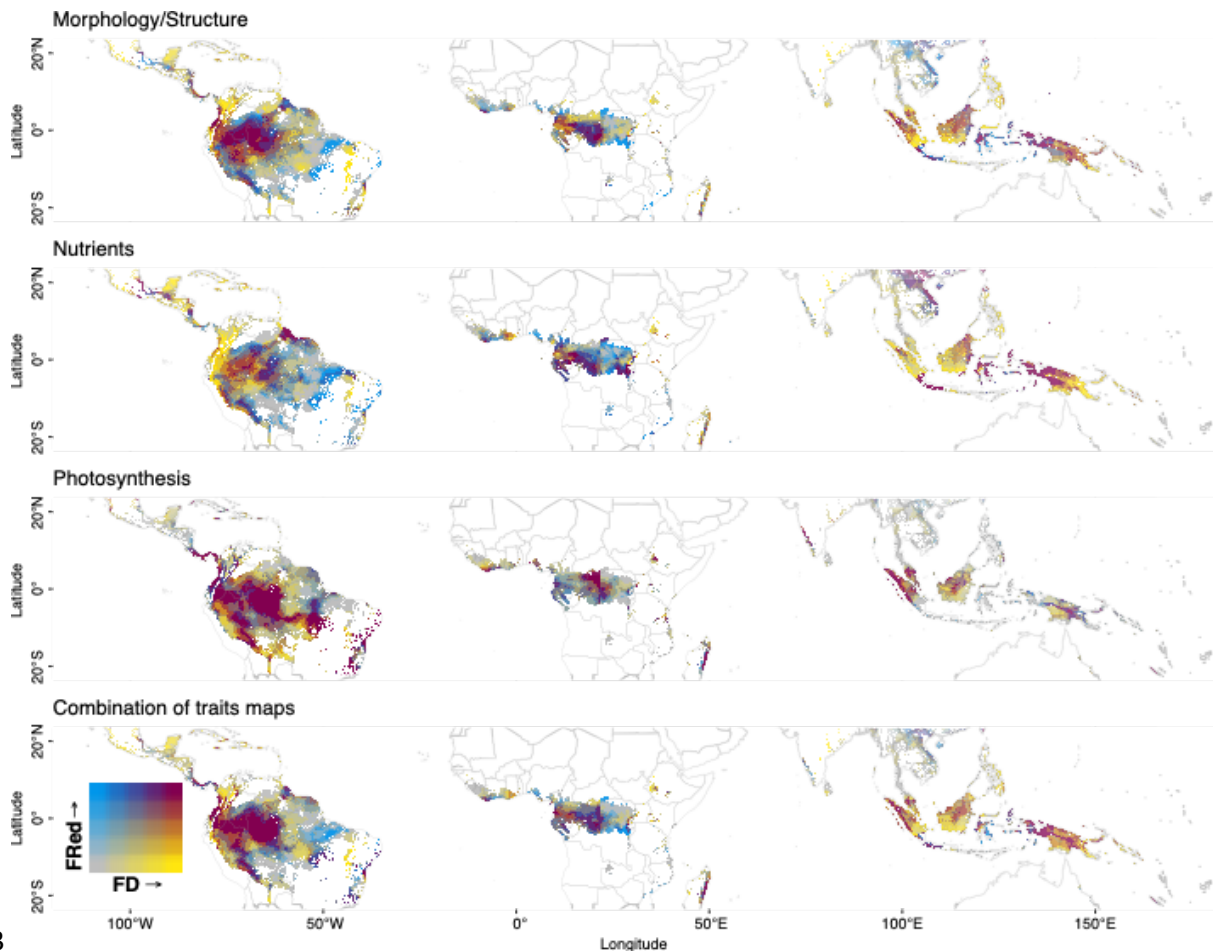 Morphology/Structure
20°N
Latitude
0°
20°S
Nutrients
20°N
Latitude
0°
20°S
Photosynthesis
20°N
Latitude
0°
20°S
Combination of traits maps
20°N
Latitude
0°
20°S
FRed →
FD →
100°W 50°W 0° 50°E 100°E 150°E
Longitude